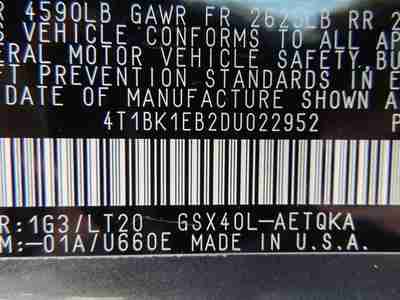 R 4590LB GAWR FR 2625LB RR 2
S VEHICLE CONFORMS TO ALL AP
ERAL MOTOR VEHICLE SAFETY, BU
FT PREVENTION STANDARDS IN E
DATE OF MANUFACTURE SHOWN A
4T1BK1EB2DU022952 P
R:1G3/LT20 GSX40L-AETQKA
M:-01A/U660E MADE IN U.S.A.